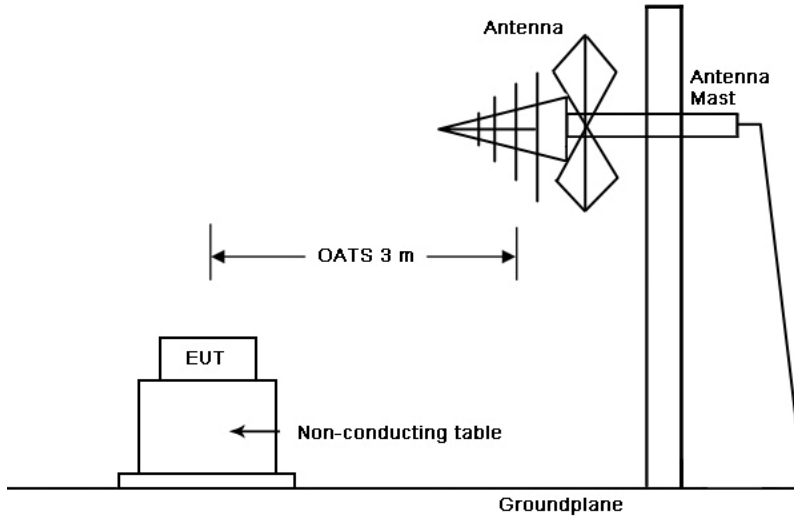 Antenna
Antenna
Mast
OATS 3 m
EUT
Non-conducting table
Groundplane